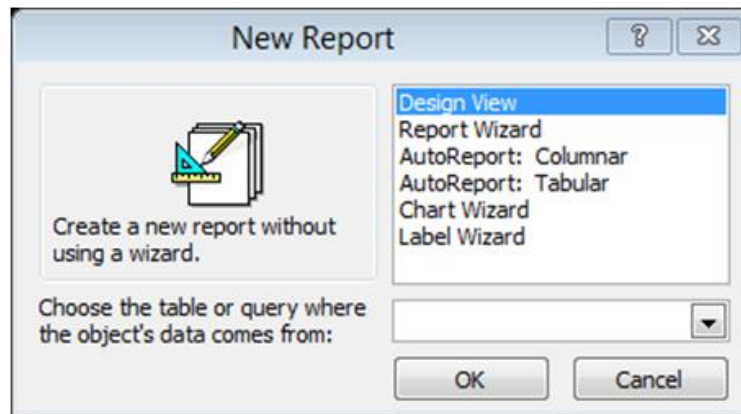 New Report
Create a new report without
using a wizard.
Design View
Report Wizard
AutoReport: Columnar
AutoReport: Tabular
Chart Wizard
Label Wizard
Choose the table or query where
the object's data comes from:
OK
Cancel